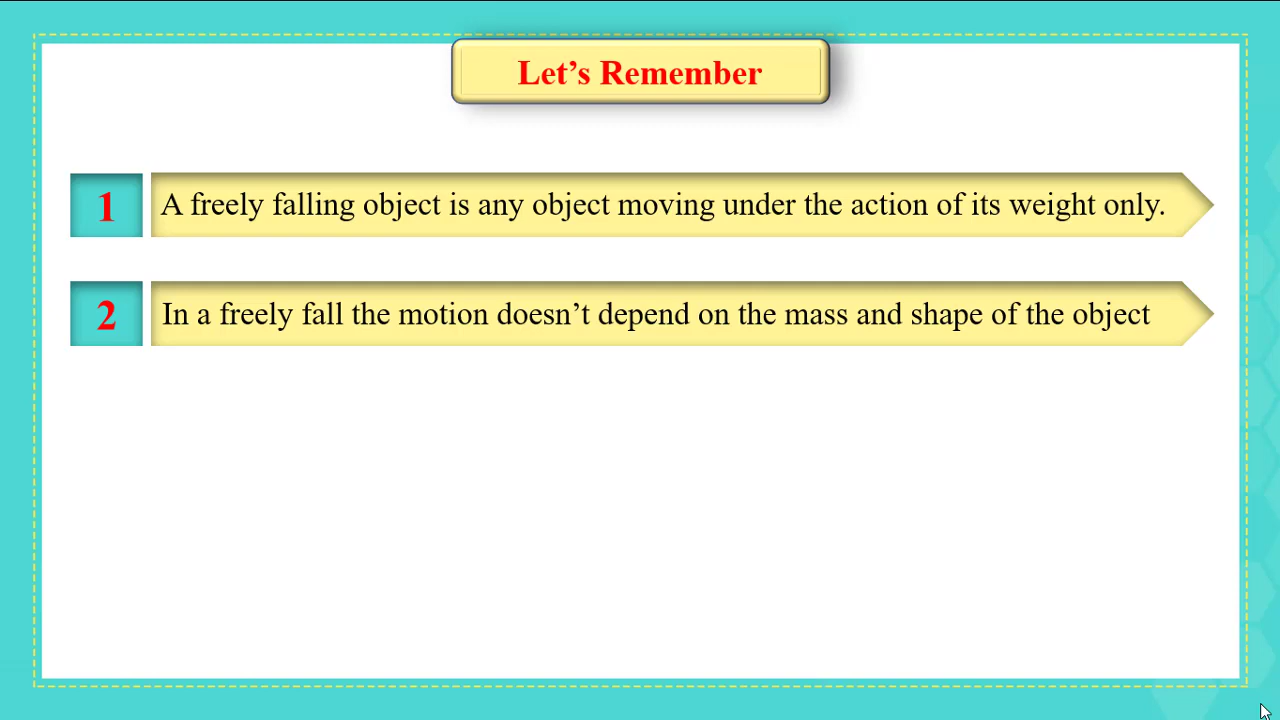 Let’s Remember
1
A freely falling object is any object moving under the action of its weight only.
2
In a freely fall the motion doesn’t depend on the mass and shape of the object